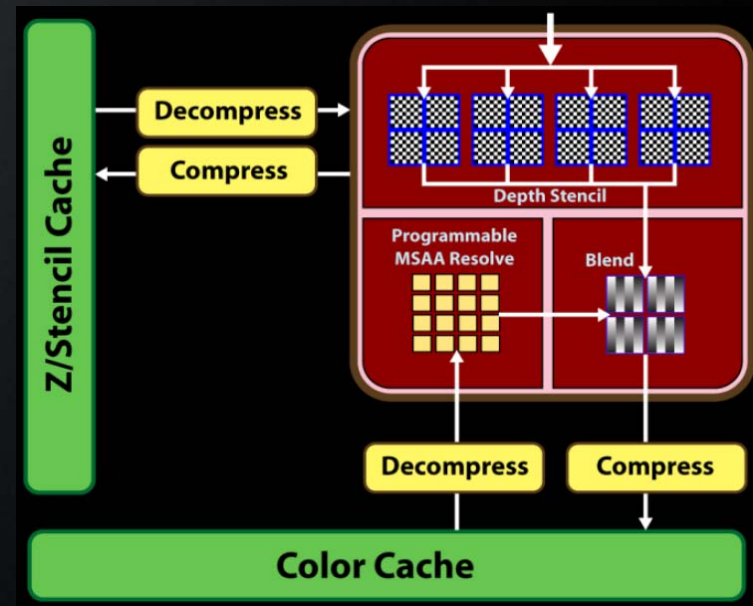 Z/Stencil Cache
Decompress
Compress
Depth Stencil
Programmable
MSAA Resolve
Blend
Decompress
Compress
Color Cache